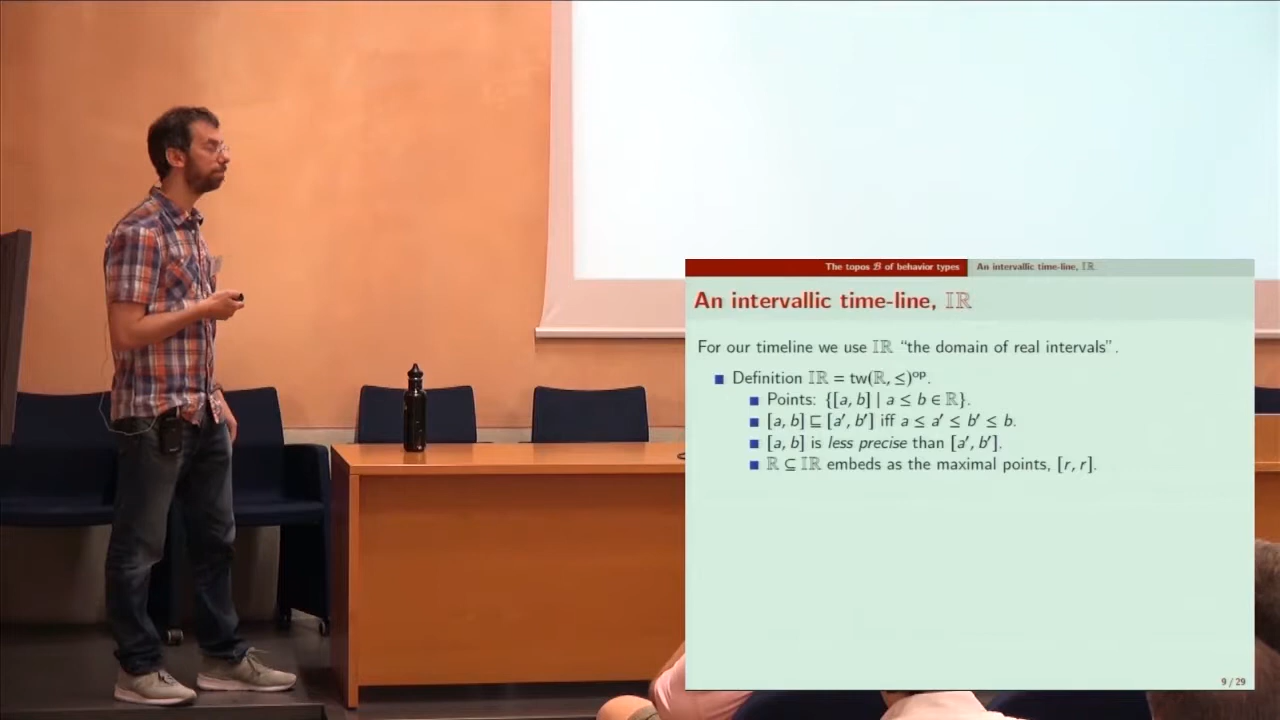 The topos ℬ of behavior types An intervallic time-line, 𝕀ℝ
An intervallic time-line, 𝕀ℝ
For our timeline we use 𝕀ℝ “the domain of real intervals”.
■ Definition 𝕀ℝ = tw(ℝ, ≤)ᵒᵖ.
■ Points: {[a, b] | a ≤ b ∈ ℝ}.
■ [a, b] ⊑ [a′, b′] iff a ≤ a′ ≤ b′ ≤ b.
■ [a, b] is less precise than [a′, b′].
■ ℝ ⊆ 𝕀ℝ embeds as the maximal points, [r, r].
9 / 29